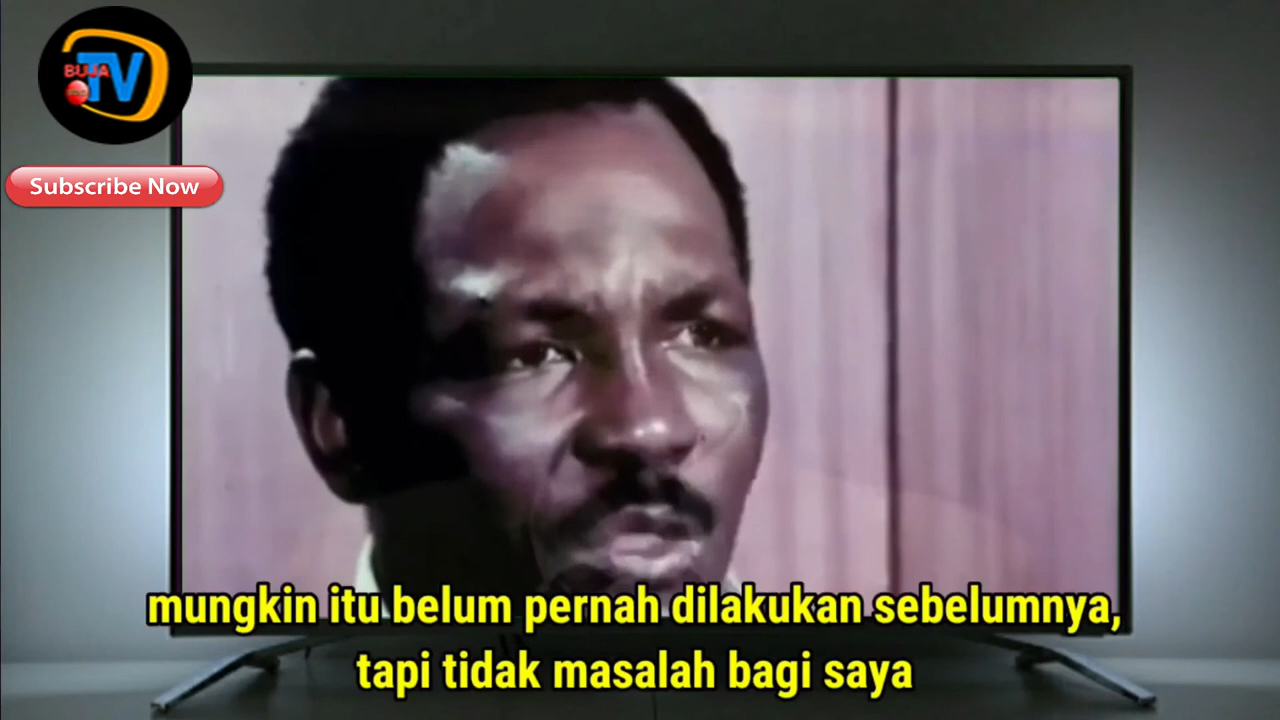 BUJA
TV
Subscribe Now
mungkin itu belum pernah dilakukan sebelumnya,
tapi tidak masalah bagi saya